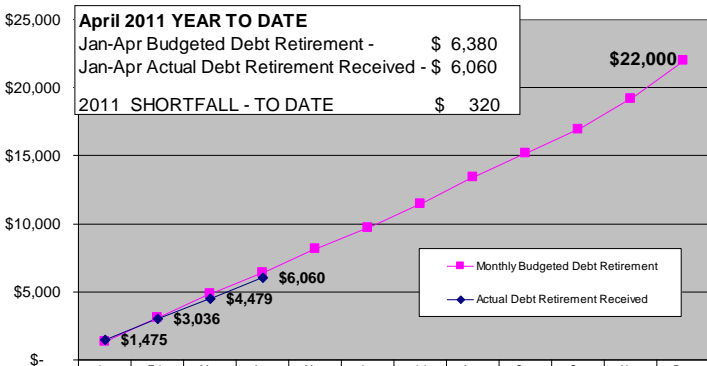 $25,000
April 2011 YEAR TO DATE
Jan-Apr Budgeted Debt Retirement - $ 6,380
Jan-Apr Actual Debt Retirement Received - $ 6,060
2011 SHORTFALL - TO DATE $ 320
$22,000
$20,000
$15,000
$10,000
Monthly Budgeted Debt Retirement
Actual Debt Retirement Received
$5,000
$6,060
$4,479
$3,036
$1,475
$-